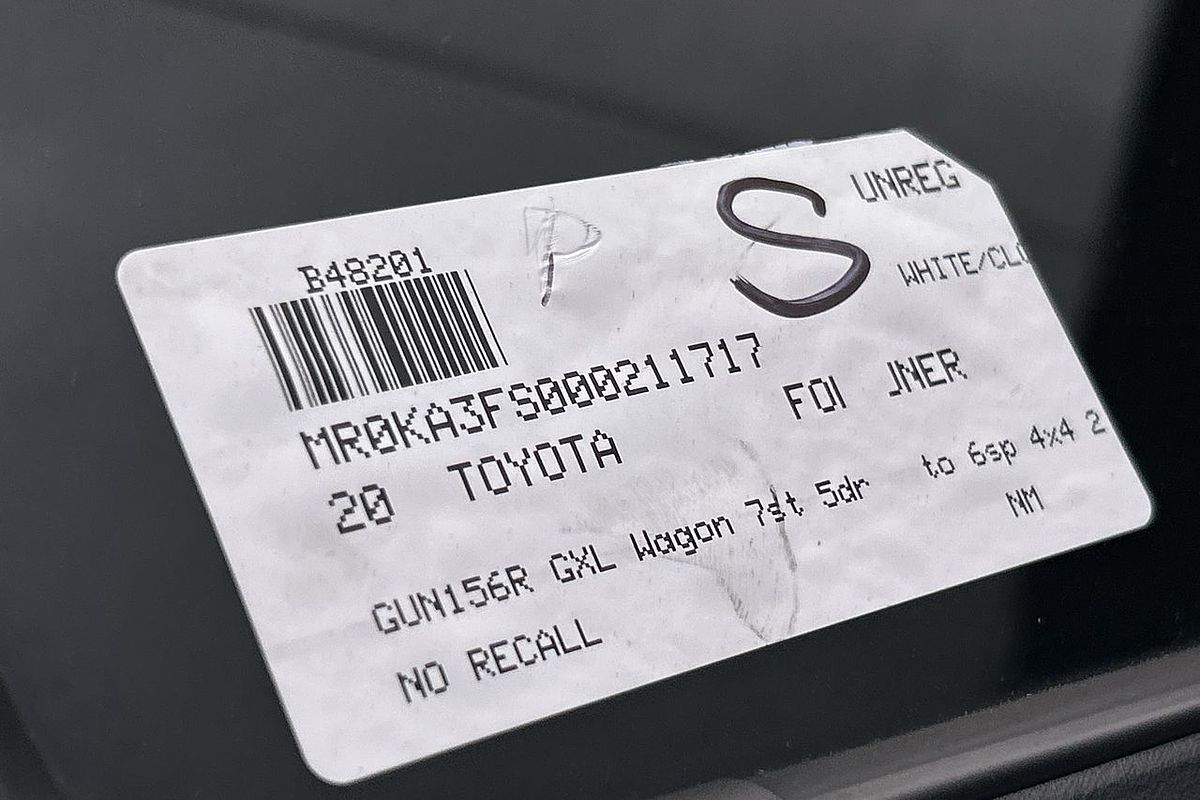 P S UNREG
B48201 WHITE/CLO
MR0KA3FS000211717
20 TOYOTA FO JNER
GUN156R GXL Wagon 7st 5dr to 6sp 4x4 2
NO RECALL NM